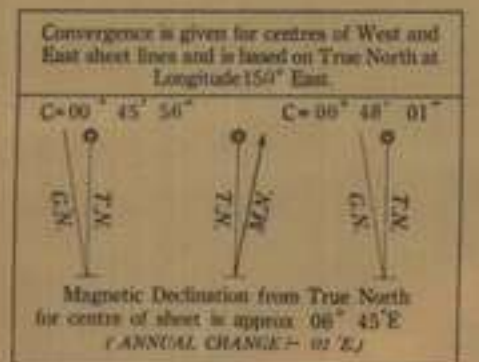 Convergence is given for centres of West and
East sheet lines and is based on True North at
Longitude 150° East.
C=00° 45' 56" C=00° 48' 01"
G.N. T.N. T.N. M.N. G.N. T.N.
Magnetic Declination from True North
for centre of sheet is approx 06° 45'E
(ANNUAL CHANGE - 01'E.)